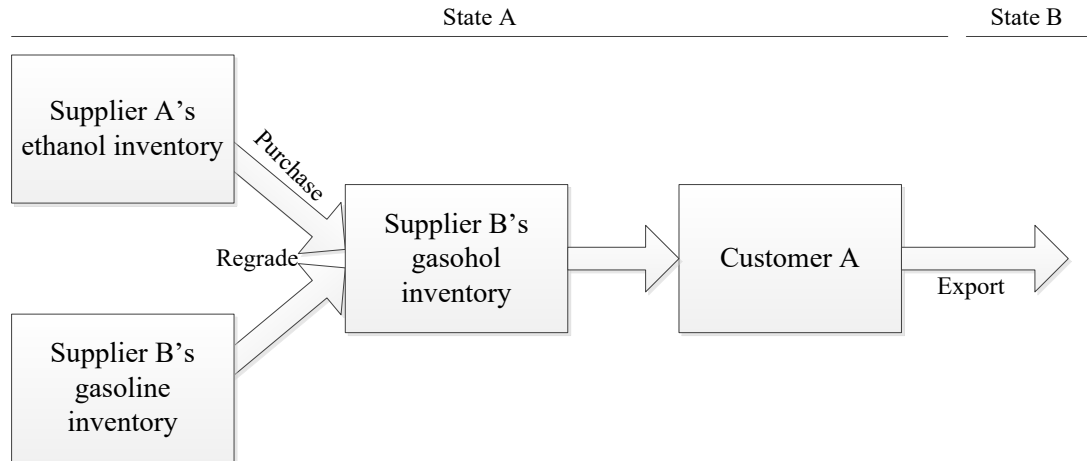 State A
State B
Supplier A’s
ethanol inventory
Purchase
Regrade
Supplier B’s
gasoline
inventory
Supplier B’s
gasohol
inventory
Customer A
Export